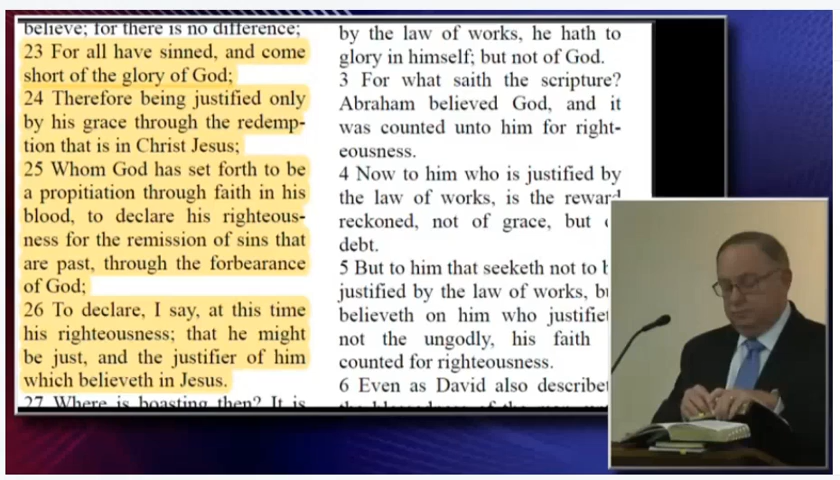 believe; for there is no difference;
23 For all have sinned, and come
short of the glory of God;
24 Therefore being justified only
by his grace through the redemp-
tion that is in Christ Jesus;
25 Whom God has set forth to be
a propitiation through faith in his
blood, to declare his righteous-
ness for the remission of sins that
are past, through the forbearance
of God;
26 To declare, I say, at this time
his righteousness; that he might
be just, and the justifier of him
which believeth in Jesus.
27 Where is boasting then? It is
by the law of works, he hath to
glory in himself; but not of God.
3 For what saith the scripture?
Abraham believed God, and it
was counted unto him for right-
eousness.
4 Now to him who is justified by
the law of works, is the reward
reckoned, not of grace, but
debt.
5 But to him that seeketh not to
justified by the law of works,
believeth on him who
not the ungodly, his faith
counted for righteousness.
6 Even as David also